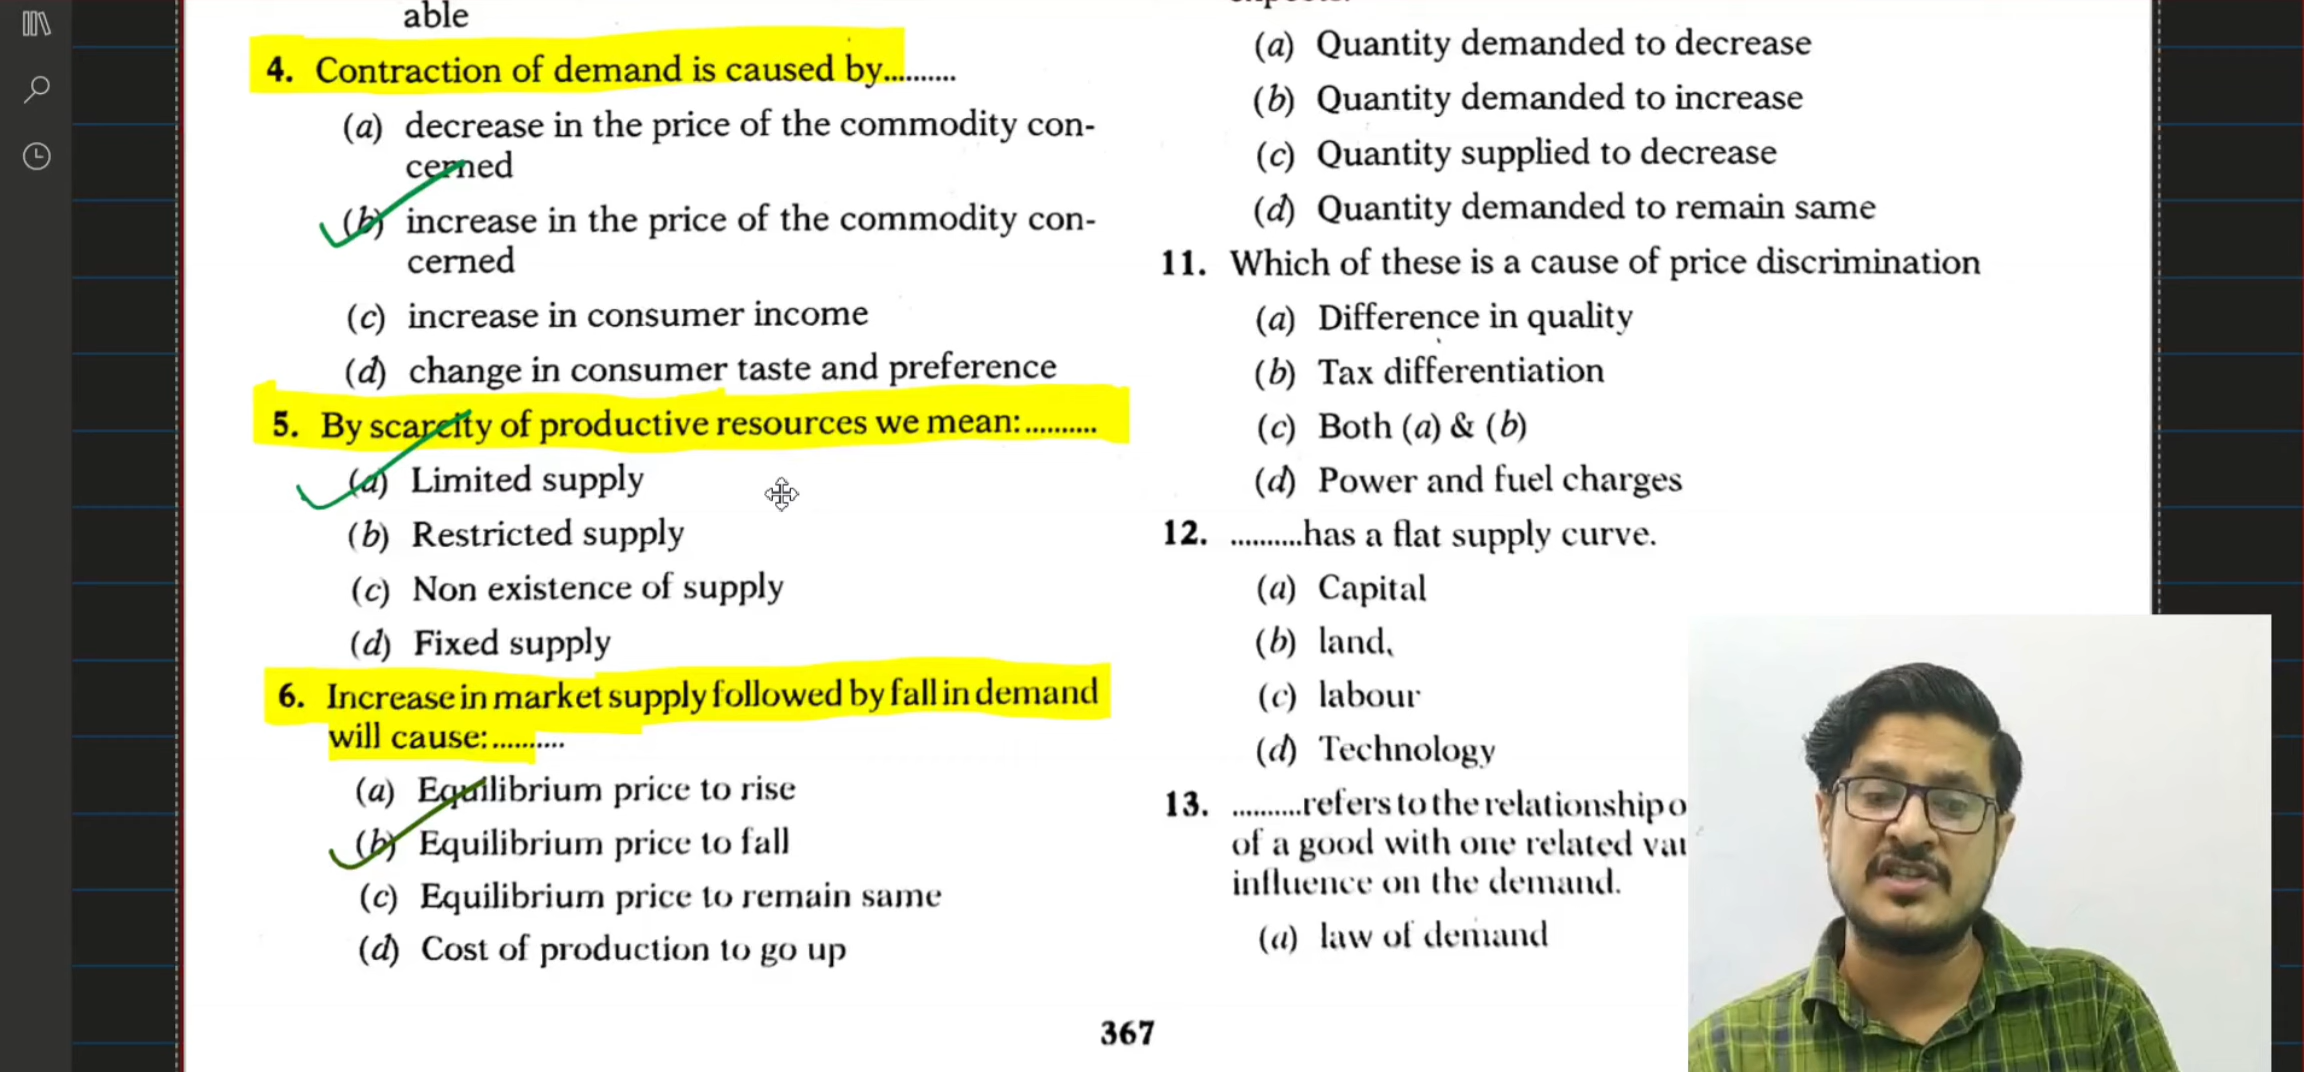 able
4. Contraction of demand is caused by..........
(a) decrease in the price of the commodity con-
cerned
(b) increase in the price of the commodity con-
cerned
(c) increase in consumer income
(d) change in consumer taste and preference
5. By scarcity of productive resources we mean:..........
(a) Limited supply
(b) Restricted supply
(c) Non existence of supply
(d) Fixed supply
6. Increase in market supply followed by fall in demand
will cause:..........
(a) Equilibrium price to rise
(b) Equilibrium price to fall
(c) Equilibrium price to remain same
(d) Cost of production to go up
(a) Quantity demanded to decrease
(b) Quantity demanded to increase
(c) Quantity supplied to decrease
(d) Quantity demanded to remain same
11. Which of these is a cause of price discrimination
(a) Difference in quality
(b) Tax differentiation
(c) Both (a) & (b)
(d) Power and fuel charges
12. ..........has a flat supply curve.
(a) Capital
(b) land,
(c) labour
(d) Technology
13. ..........refers to the relationship
of a good with one related
influence on the demand.
(a) law of demand
367